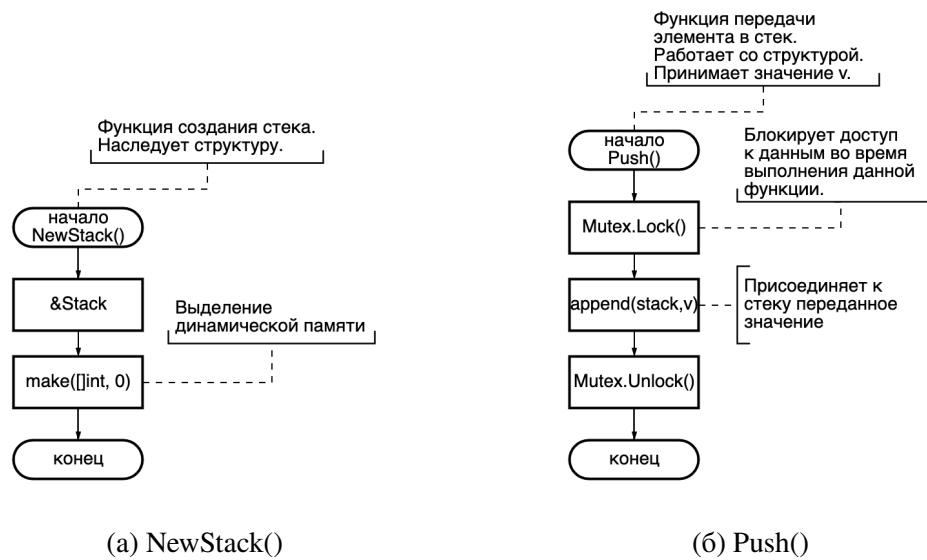 Функция создания стека.
Наследует структуру.
начало
NewStack()
&Stack
Выделение
динамической памяти
make([]int, 0)
конец
(а) NewStack()
Функция передачи
элемента в стек.
Работает со структурой.
Принимает значение v.
начало
Push()
Блокирует доступ
к данным во время
выполнения данной
функции.
Mutex.Lock()
append(stack,v)
Присоединяет к
стеку переданное
значение
Mutex.Unlock()
конец
(б) Push()